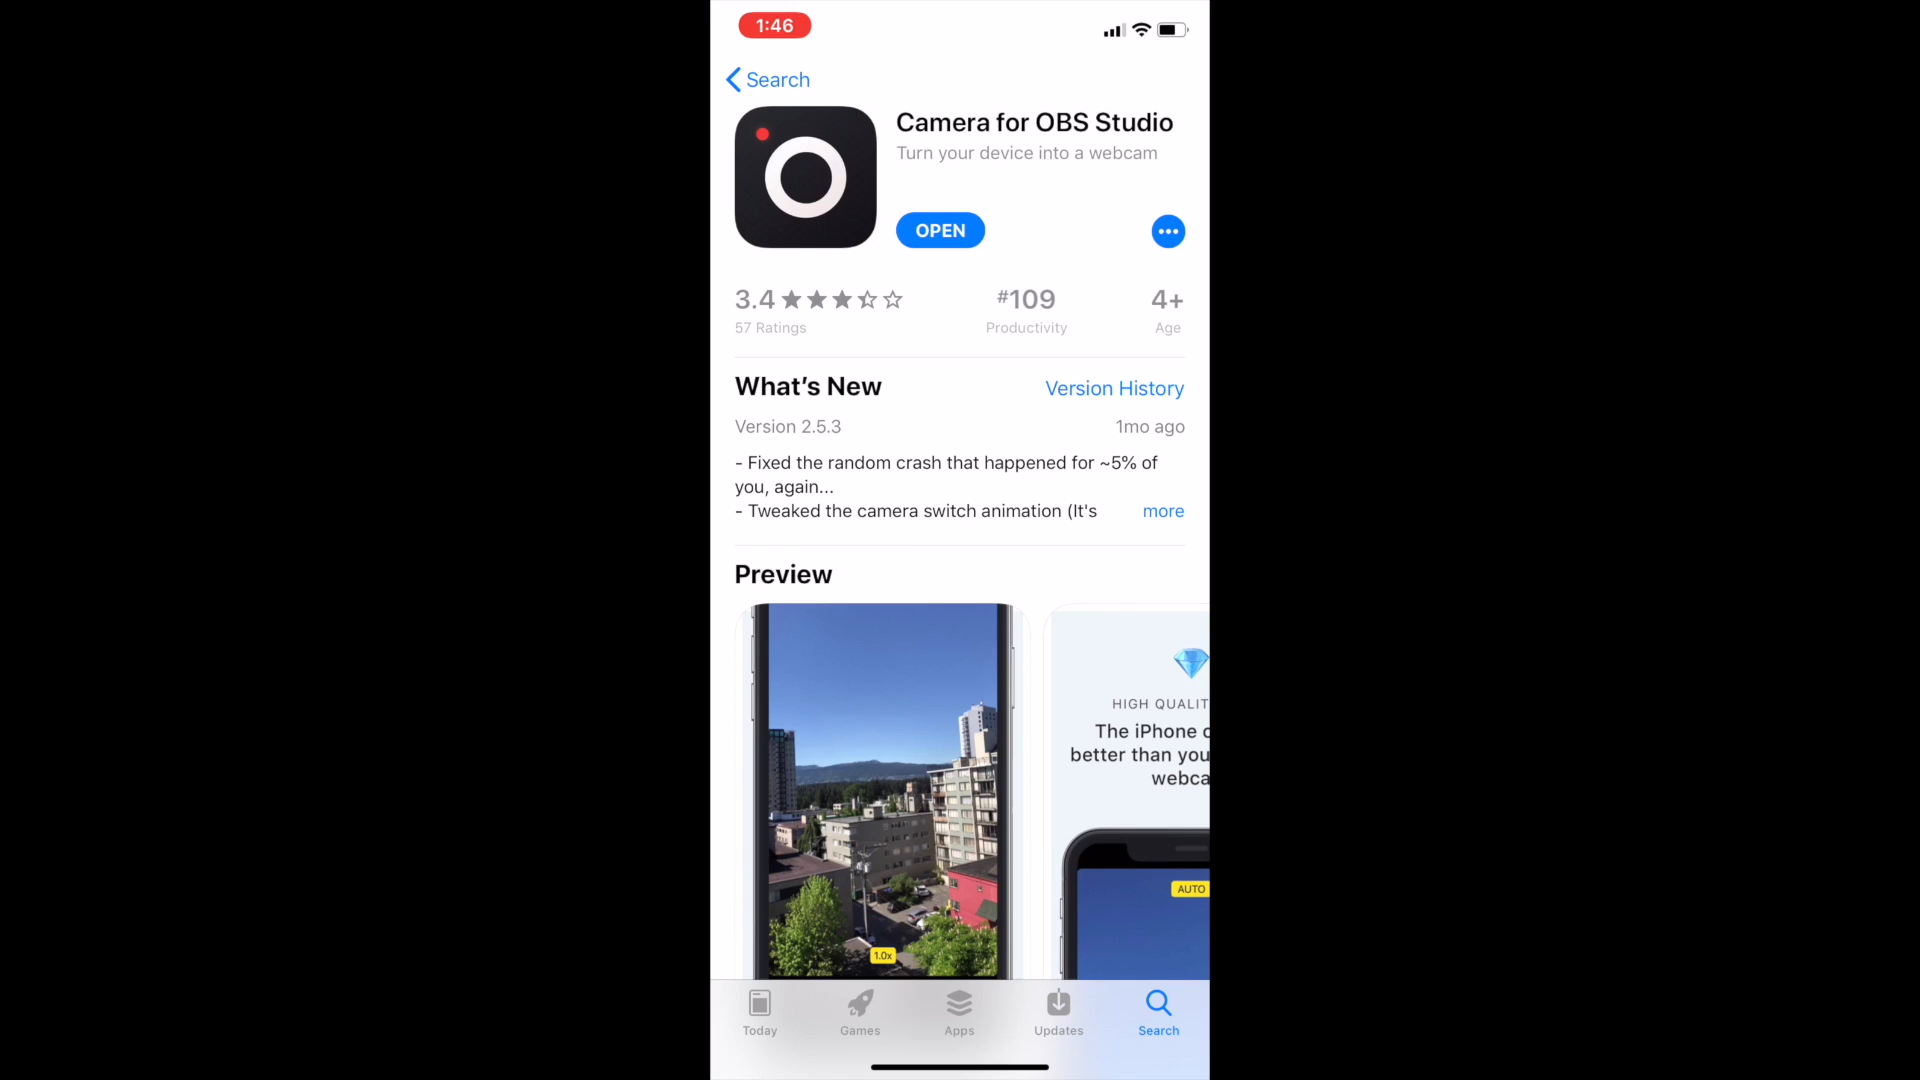 1:46
Search
Camera for OBS Studio
Turn your device into a webcam
OPEN
3.4
57 Ratings
#109
Productivity
4+
Age
What's New
Version History
Version 2.5.3
1mo ago
- Fixed the random crash that happened for ~5% of
you, again...
- Tweaked the camera switch animation (It's
more
Preview
1.0x
HIGH QUALIT
The iPhone c
better than you
webca
AUTO
Today
Games
Apps
Updates
Search